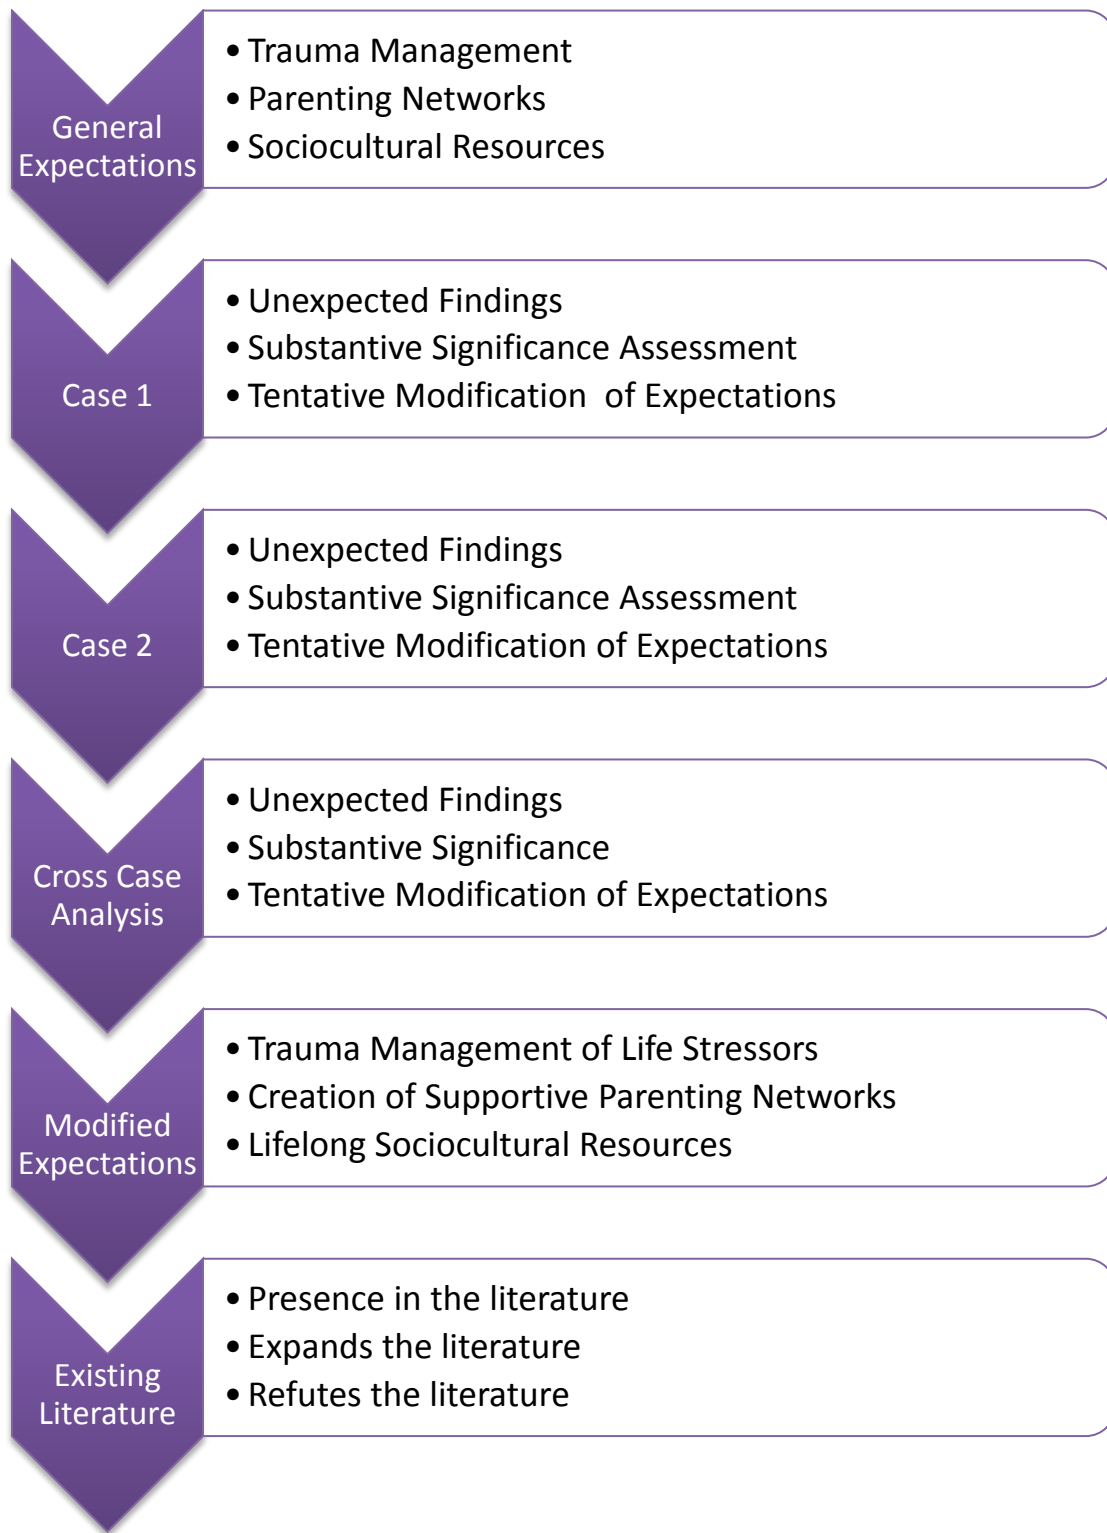 General
Expectations
• Trauma Management
• Parenting Networks
• Sociocultural Resources
Case 1
• Unexpected Findings
• Substantive Significance Assessment
• Tentative Modification  of Expectations
Case 2
• Unexpected Findings
• Substantive Significance Assessment
• Tentative Modification of Expectations
Cross Case
Analysis
• Unexpected Findings
• Substantive Significance
• Tentative Modification of Expectations
Modified
Expectations
• Trauma Management of Life Stressors
• Creation of Supportive Parenting Networks
• Lifelong Sociocultural Resources
Existing
Literature
• Presence in the literature
• Expands the literature
• Refutes the literature